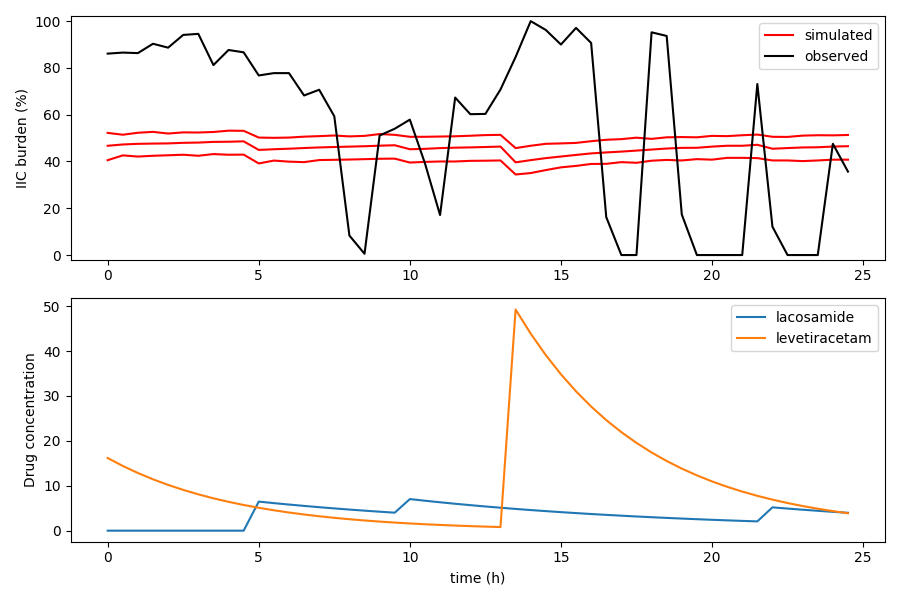 100
80
60
40
20
0
IIC burden (%)
simulated
observed
0 5 10 15 20 25
50
40
30
20
10
0
Drug concentration
lacosamide
levetiracetam
0 5 10 15 20 25
time (h)